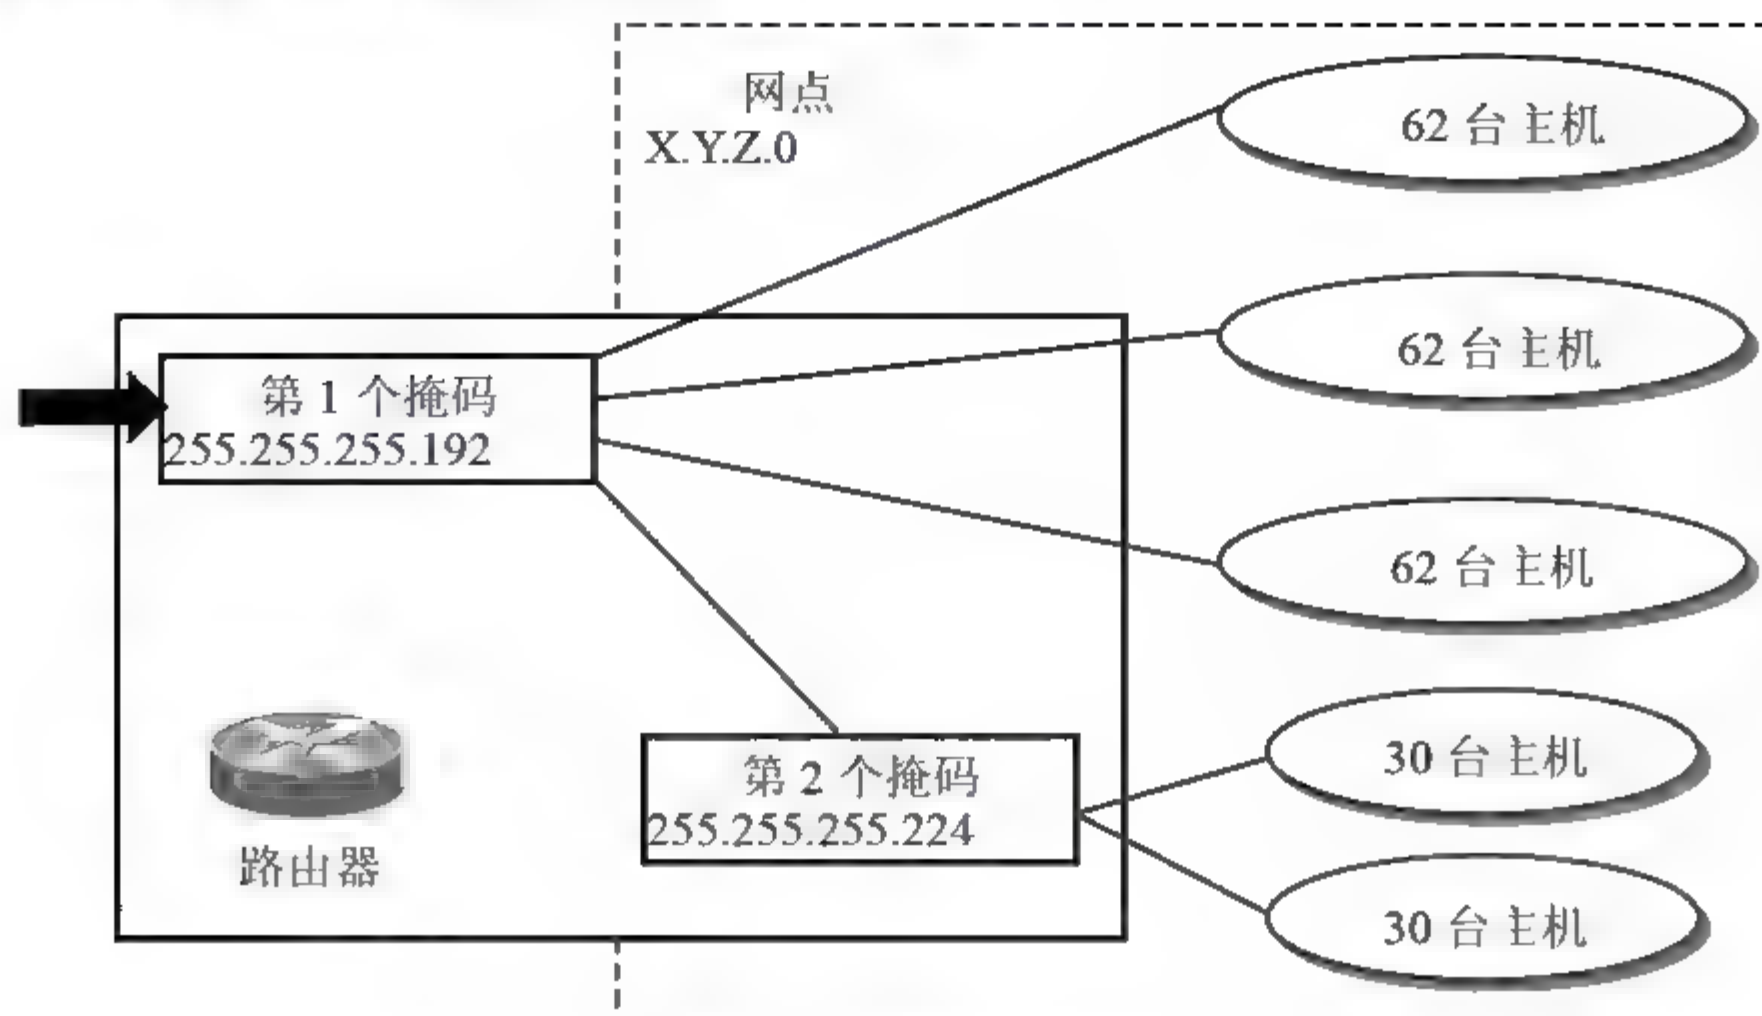 网点
X.Y.Z.0
62 台主机
62 台主机
第 1 个掩码
255.255.255.192
62 台主机
第 2 个掩码
255.255.255.224
30 台主机
路由器
30 台主机